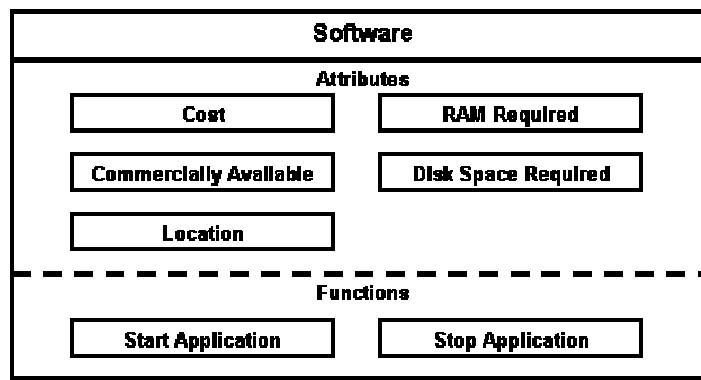 Software
Attributes
Cost
RAM Required
Commercially Available
Disk Space Required
Location
Functions
Start Application
Stop Application